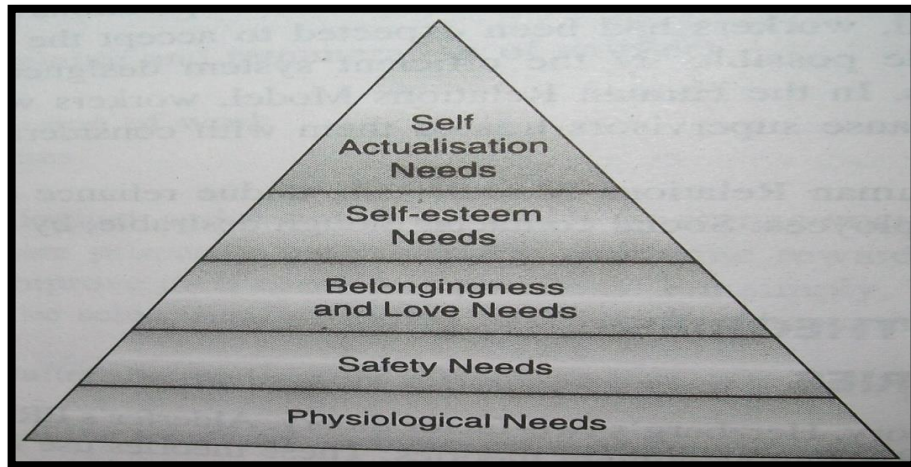 Self
Actualisation
Needs
Self-esteem
Needs
Belongingness
and Love Needs
Safety Needs
Physiological Needs